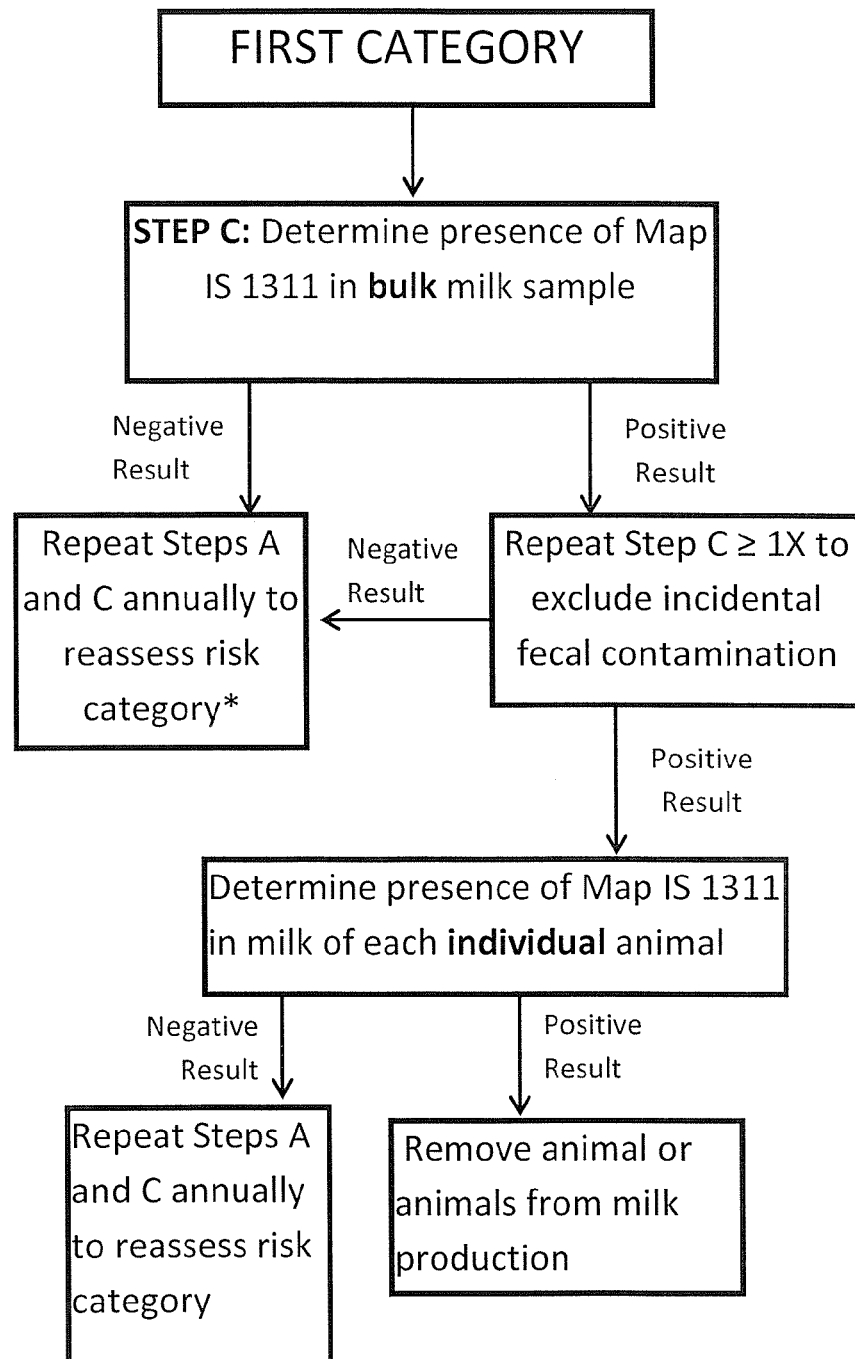 FIRST CATEGORY
STEP C: Determine presence of Map
IS 1311 in bulk milk sample
Negative
Result
Positive
Result
Repeat Steps A
and C annually to
reassess risk
category*
Negative
Result
Repeat Step C ≥ 1X to
exclude incidental
fecal contamination
Positive
Result
Determine presence of Map IS 1311
in milk of each individual animal
Negative
Result
Positive
Result
Repeat Steps A
and C annually
to reassess risk
category
Remove animal or
animals from milk
production